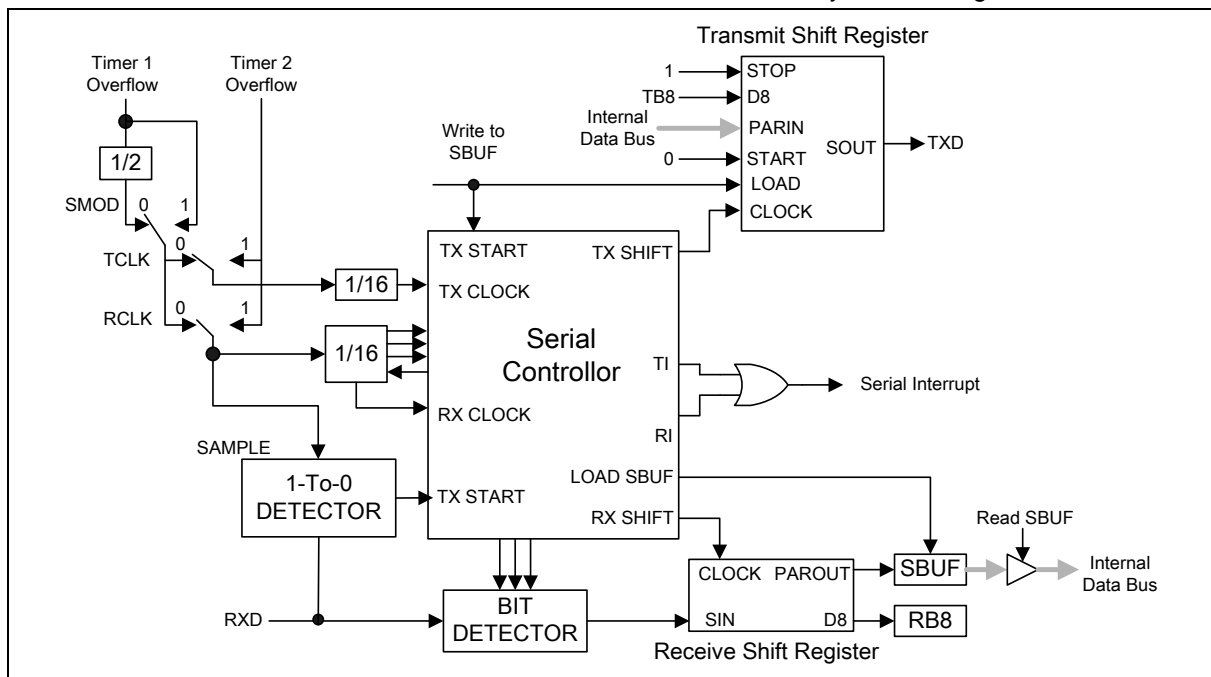 Transmit Shift Register
Timer 1
Overflow
Timer 2
Overflow
1
STOP
TB8
D8
Internal
Data Bus
PARIN
SOUT
TXD
0
START
LOAD
CLOCK
Write to
SBUF
1/2
SMOD
0
1
TCLK
0
1
RCLK
0
1
1/16
1/16
TX START
TX SHIFT
TX CLOCK
Serial
Controllor
TI
Serial Interrupt
RX CLOCK
RI
SAMPLE
1-To-0
DETECTOR
TX START
LOAD SBUF
RX SHIFT
Read SBUF
CLOCK
PAROUT
SBUF
Internal
Data Bus
RXD
BIT
DETECTOR
SIN
D8
RB8
Receive Shift Register